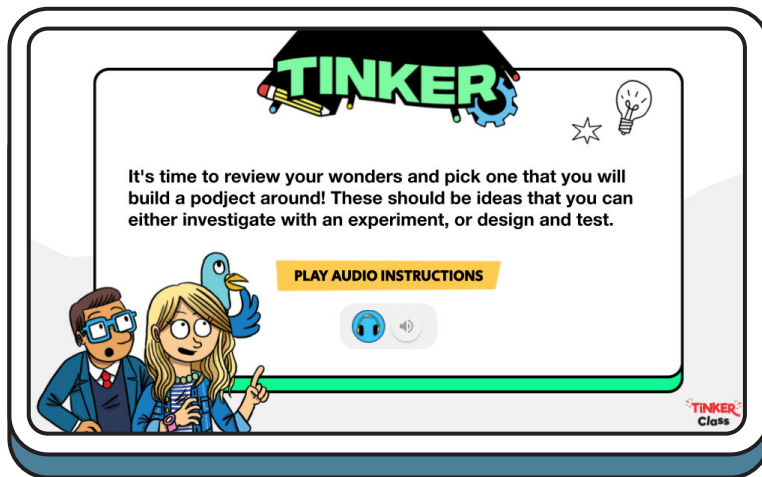 TINKER
It's time to review your wonders and pick one that you will
build a podject around! These should be ideas that you can
either investigate with an experiment, or design and test.
PLAY AUDIO INSTRUCTIONS
TINKER
Class